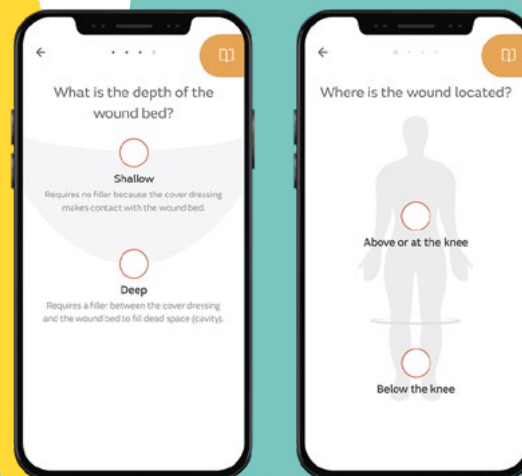 What is the depth of the
wound bed?
Shallow
Requires no filler because the cover dressing
makes contact with the wound bed.
Deep
Requires a filler between the cover dressing
and the wound bed to fill dead space (cavity).
Where is the wound located?
Above or at the knee
Below the knee